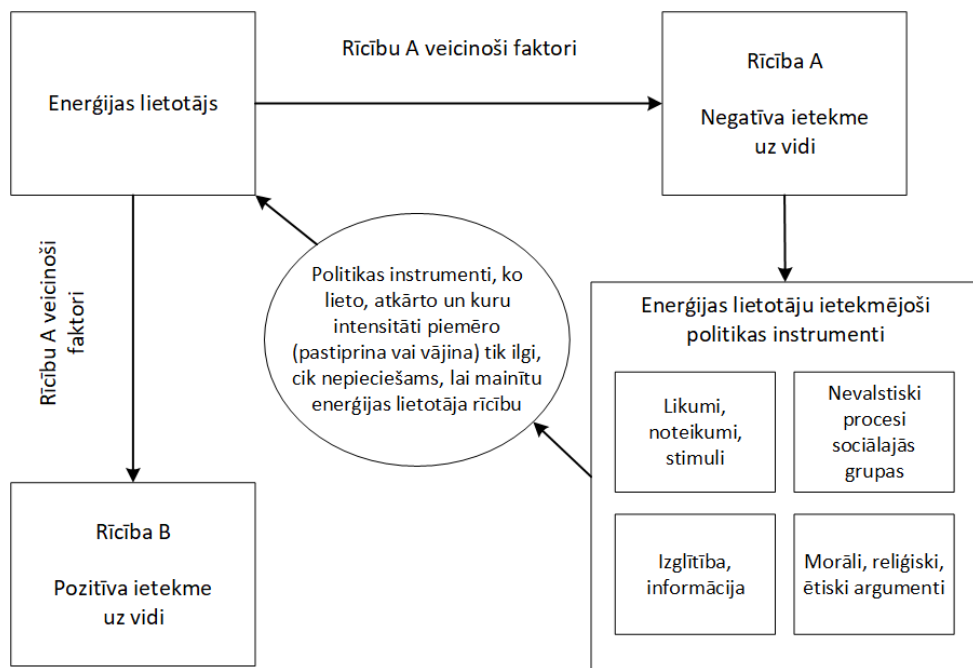 Enerģijas lietotājs
Rīcību A veicinoši faktori
Rīcība A
Negatīva ietekme
uz vidi
Rīcību A veicinoši
faktori
Politikas instrumenti, ko
lieto, atkārto un kuru
intensitāti piemēro
(pastiprina vai vājina) tik ilgi,
cik nepieciešams, lai mainītu
enerģijas lietotāja rīcību
Enerģijas lietotāju ietekmējoši
politikas instrumenti
Likumi,
noteikumi,
stimuli
Nevalstiski
procesi
sociālajās
grupas
Izglītība,
informācija
Morāli, reliģiski,
ētiski argumenti
Rīcība B
Pozitīva ietekme
uz vidi